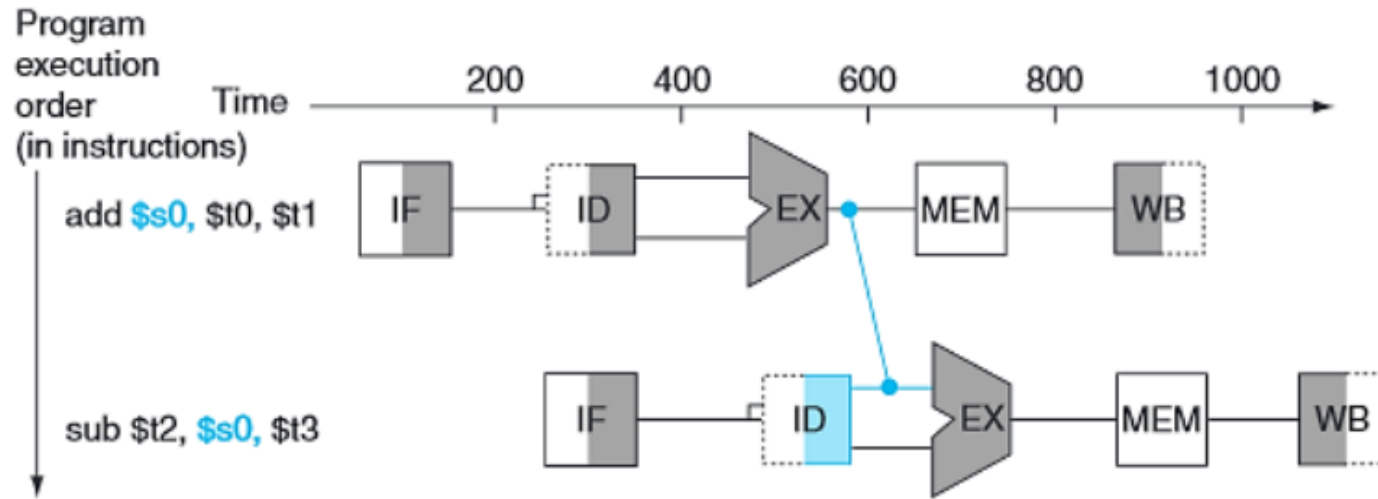 Program
execution
order
(in instructions)
Time
200 400 600 800 1000
add $s0, $t0, $t1
IF ID EX MEM WB
sub $t2, $s0, $t3
IF ID EX MEM WB